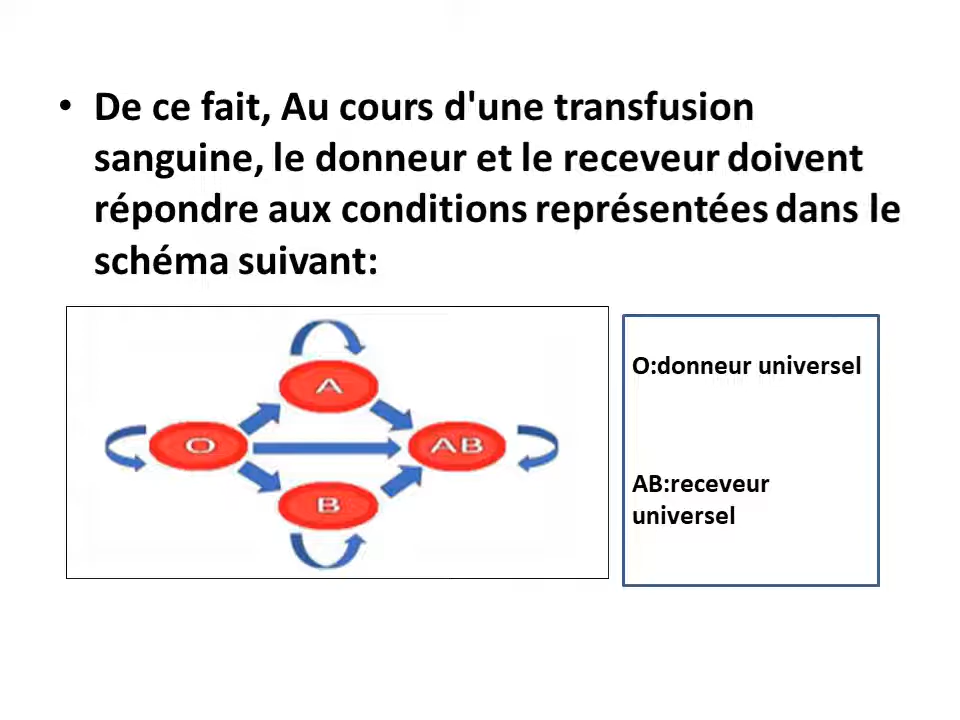 • De ce fait, Au cours d'une transfusion
sanguine, le donneur et le receveur doivent
répondre aux conditions représentées dans le
schéma suivant:
A
O
AB
B
O:donneur universel
AB:receveur
universel